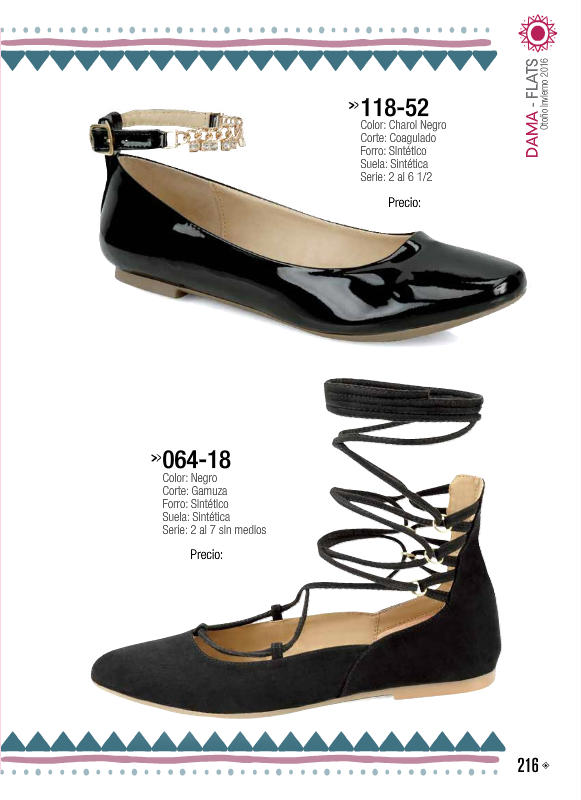 118-52
Color: Charol Negro
Corte: Coagulado
Forro: Sintético
Suela: Sintética
Serie: 2 al 6 1/2
Precio:
DAMA - FLATS
Otoño Invierno 2016
064-18
Color: Negro
Corte: Gamuza
Forro: Sintético
Suela: Sintética
Serie: 2 al 7 sin medios
Precio:
216